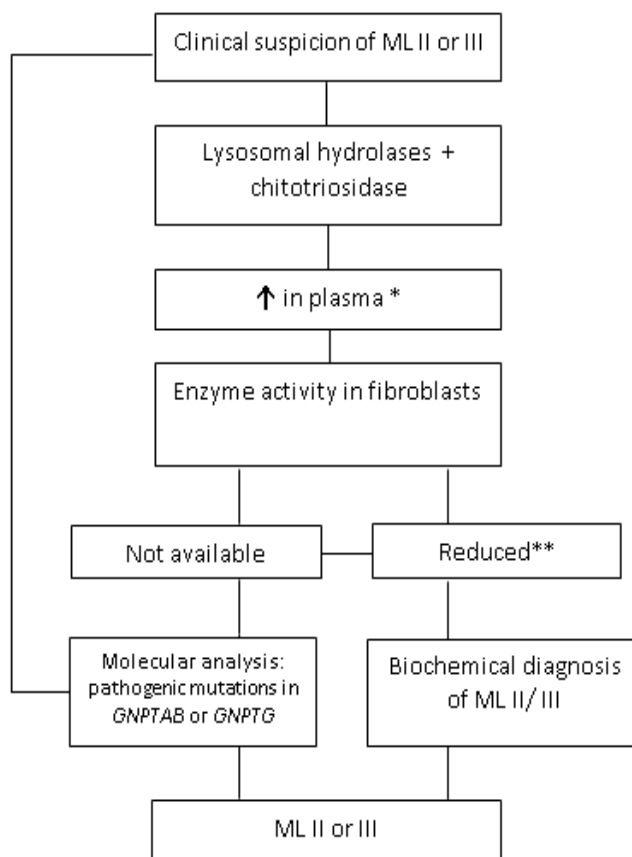 Clinical suspicion of ML II or III
Lysosomal hydrolases +
chitotriosidase
↑ in plasma *
Enzyme activity in fibroblasts
Not available
Reduced**
Molecular analysis:
pathogenic mutations in
GNPTAB or GNPTG
Biochemical diagnosis
of ML II/ III
ML II or III